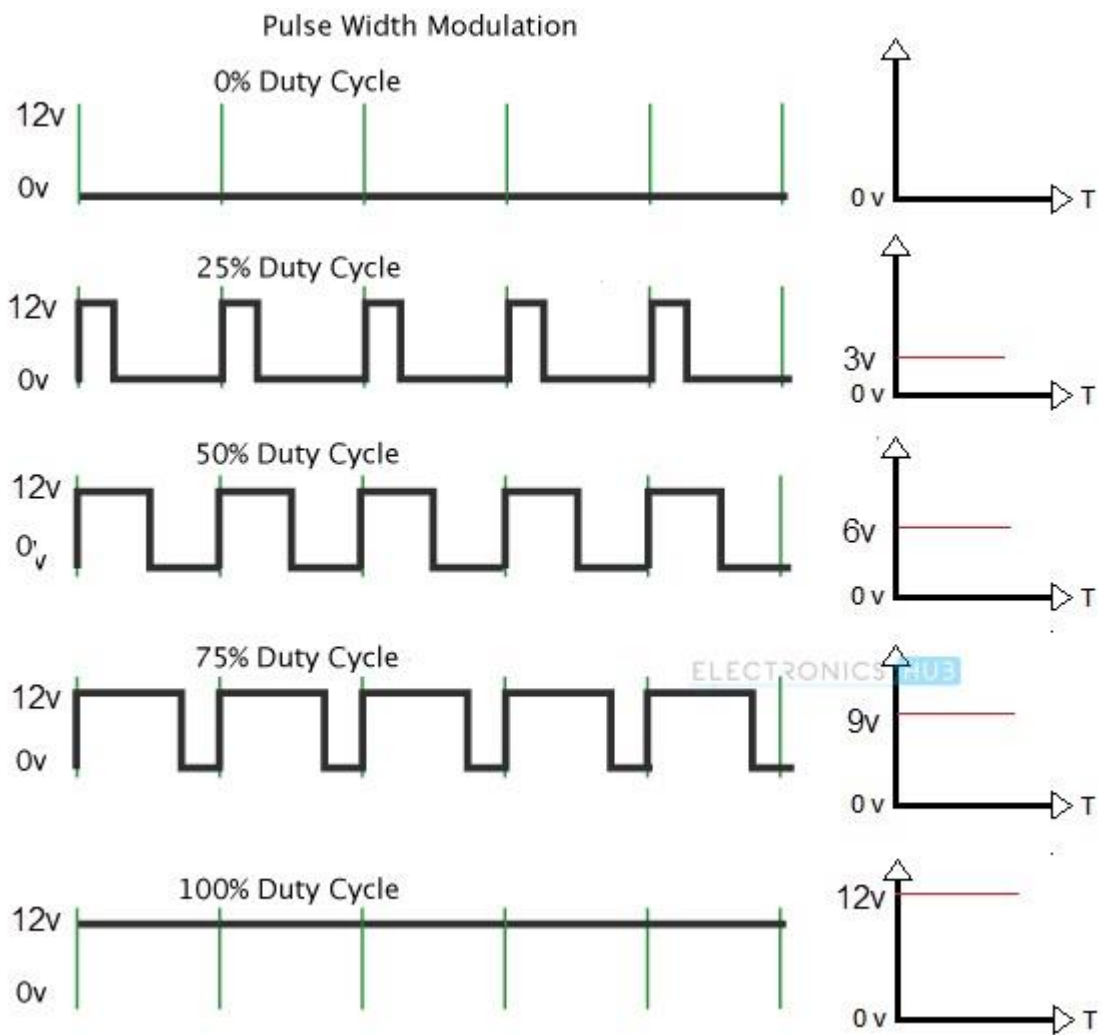 Pulse Width Modulation
0% Duty Cycle
12v
0v
0 v
T
25% Duty Cycle
12v
0v
3v
0 v
T
50% Duty Cycle
12v
0v
v
6v
0 v
T
75% Duty Cycle
ELECTRONICS HUB
12v
0v
9v
0 v
T
100% Duty Cycle
12v
0v
12v
0 v
T